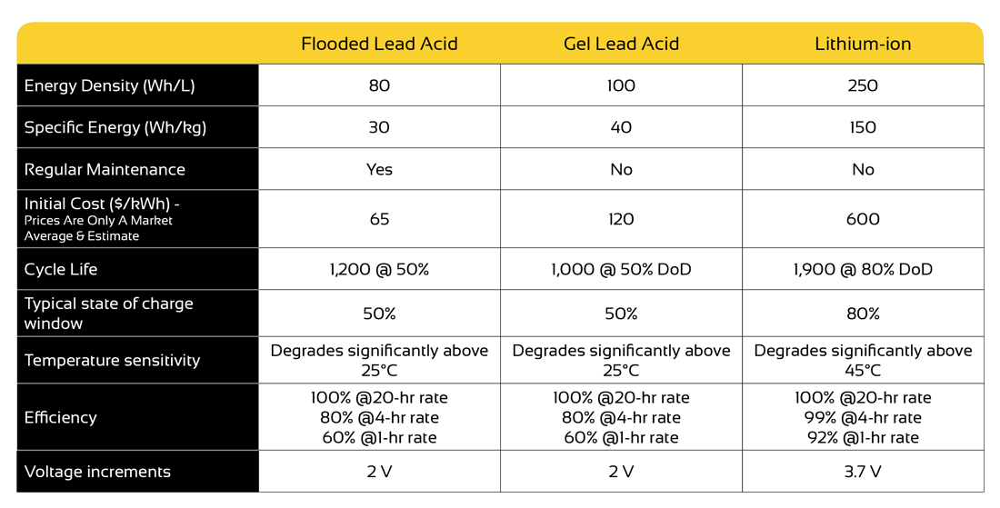 Flooded Lead Acid Gel Lead Acid Lithium-ion
Energy Density (Wh/L) 80 100 250
Specific Energy (Wh/kg) 30 40 150
Regular Maintenance Yes No No
Initial Cost ($/kWh) -
Prices Are Only A Market
Average & Estimate
65 120 600
Cycle Life 1,200 @ 50% 1,000 @ 50% DoD 1,900 @ 80% DoD
Typical state of charge
window
50% 50% 80%
Temperature sensitivity
Degrades significantly above
25°C
Degrades significantly above
25°C
Degrades significantly above
45°C
Efficiency
100% @20-hr rate
80% @4-hr rate
60% @1-hr rate
100% @20-hr rate
80% @4-hr rate
60% @1-hr rate
100% @20-hr rate
99% @4-hr rate
92% @1-hr rate
Voltage increments 2 V 2 V 3.7 V